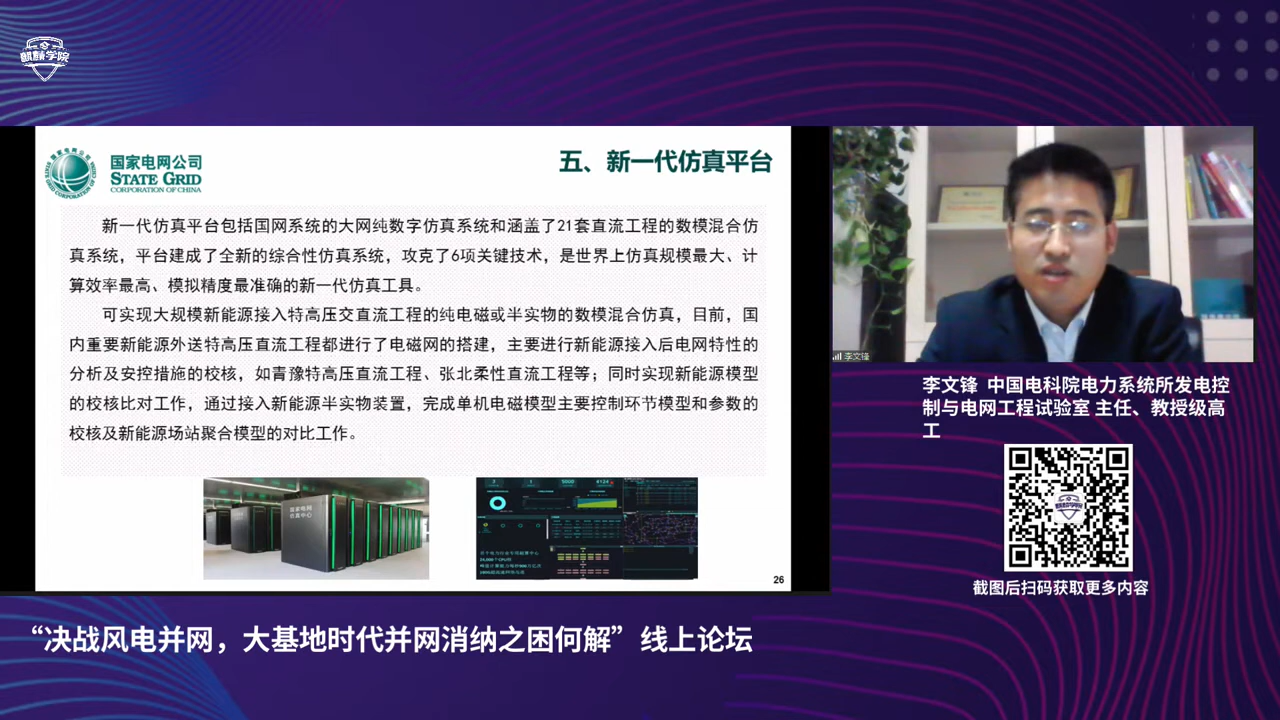 麒麟学院
国家电网公司
STATE GRID
CORPORATION OF CHINA
五、新一代仿真平台
新一代仿真平台包括国网系统的大网纯数字仿真系统和涵盖了21套直流工程的数模混合仿
真系统，平台建成了全新的综合性仿真系统，攻克了6项关键技术，是世界上仿真规模最大、计
算效率最高、模拟精度最准确的新一代仿真工具。
可实现大规模新能源接入特高压交直流工程的纯电磁或半实物的数模混合仿真，目前，国
内重要新能源外送特高压直流工程都进行了电磁网的搭建，主要进行新能源接入后电网特性的
分析及安控措施的校核，如青豫特高压直流工程、张北柔性直流工程等；同时实现新能源模型
的校核比对工作，通过接入新能源半实物装置，完成单机电磁模型主要控制环节模型和参数的
校核及新能源场站聚合模型的对比工作。
国家电网
仿真中心
26
李文锋
李文锋 中国电科院电力系统所发电控
制与电网工程试验室 主任、教授级高
工
截图后扫码获取更多内容
“决战风电并网，大基地时代并网消纳之困何解”线上论坛